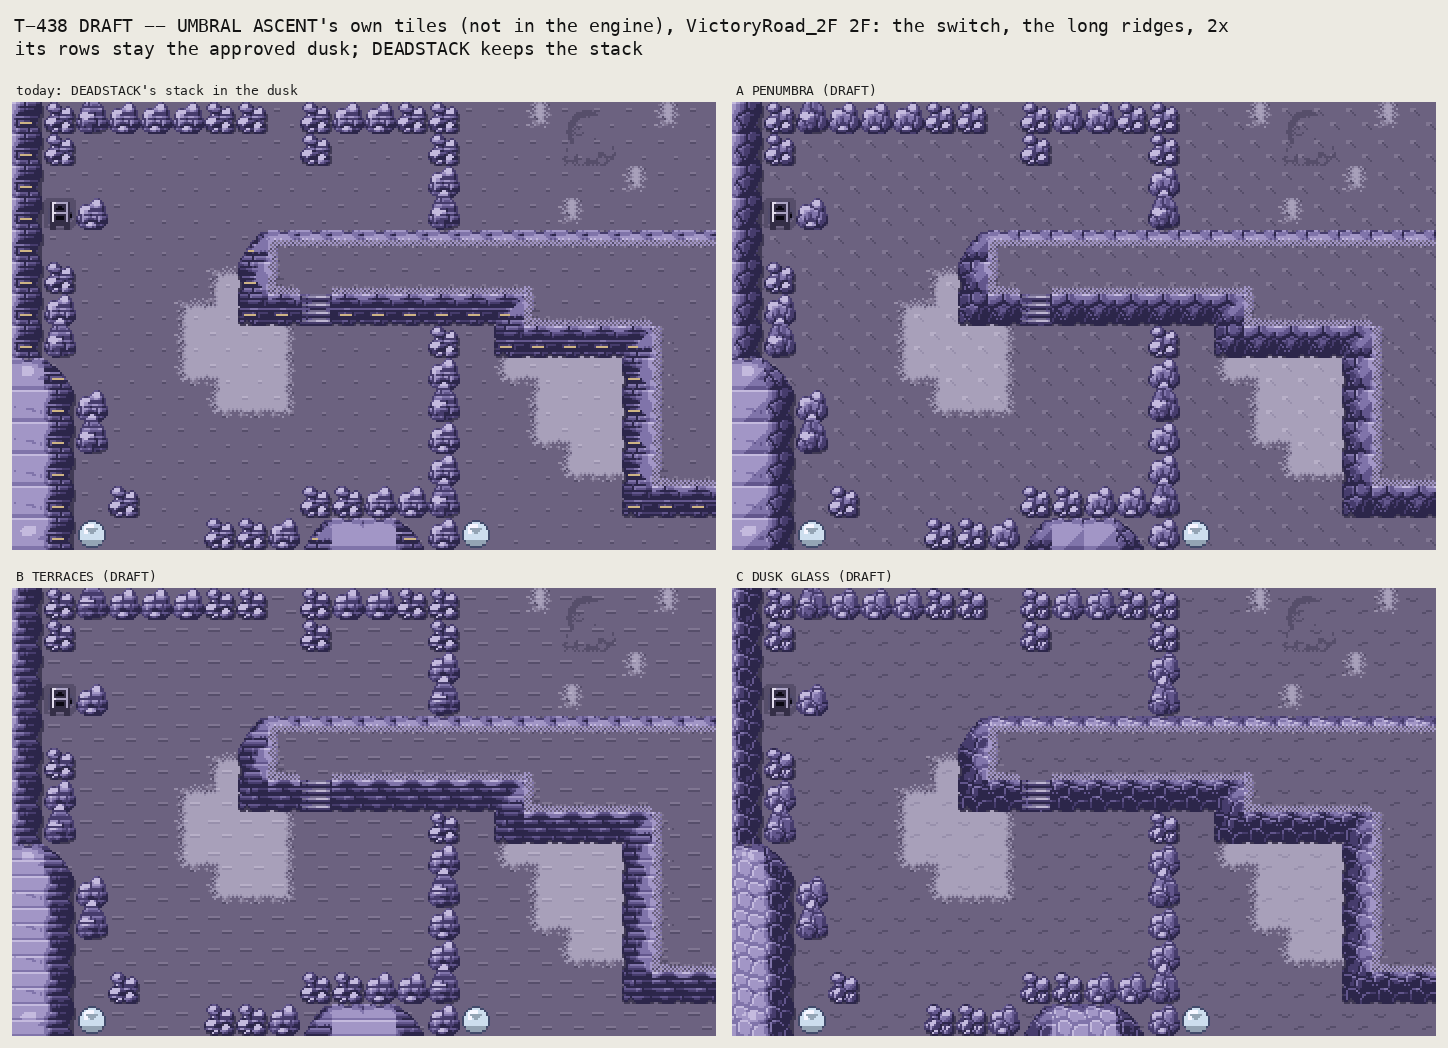 T-438 DRAFT -- UMBRAL ASCENT's own tiles (not in the engine), VictoryRoad_2F 2F: the switch, the long ridges, 2x
its rows stay the approved dusk; DEADSTACK keeps the stack
today: DEADSTACK's stack in the dusk
A PENUMBRA (DRAFT)
B TERRACES (DRAFT)
C DUSK GLASS (DRAFT)